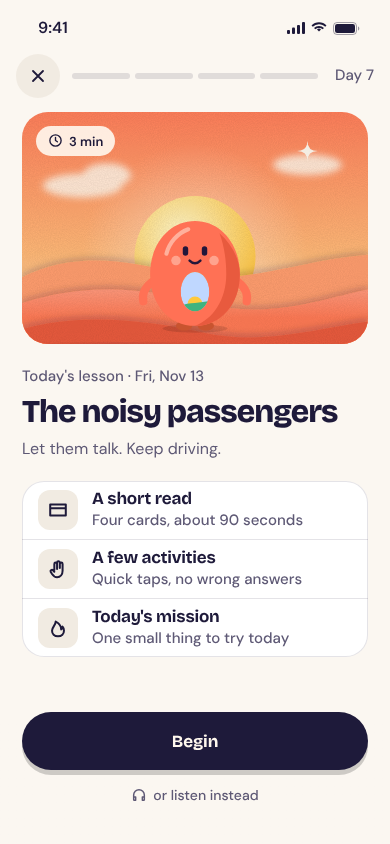 9:41
Day 7
3 min
Today's lesson · Fri, Nov 13
The noisy passengers
Let them talk. Keep driving.
A short read
Four cards, about 90 seconds
A few activities
Quick taps, no wrong answers
Today's mission
One small thing to try today
Begin
or listen instead